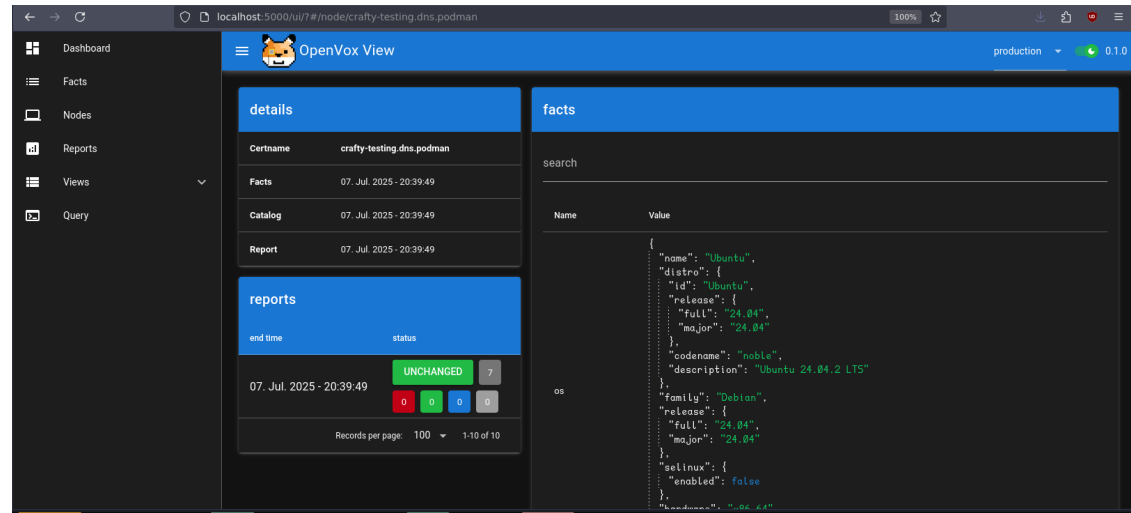 localhost:5000/ui/?#/node/crafty-testing.dns.podman
100%
Dashboard
Facts
Nodes
Reports
Views
Query
OpenVox View
production
0.1.0
details
Certname crafty-testing.dns.podman
Facts 07. Jul. 2025 - 20:39:49
Catalog 07. Jul. 2025 - 20:39:49
Report 07. Jul. 2025 - 20:39:49
reports
end time status
07. Jul. 2025 - 20:39:49
UNCHANGED 7
0 0 0 0
Records per page: 100 1-10 of 10
facts
search
Name Value
os
{
"name": "Ubuntu",
"distro": {
"id": "Ubuntu",
"release": {
"full": "24.04",
"major": "24.04"
},
"codename": "noble",
"description": "Ubuntu 24.04.2 LTS"
},
"family": "Debian",
"release": {
"full": "24.04",
"major": "24.04"
},
"selinux": {
"enabled": false
},
"hardware": "x86_64"